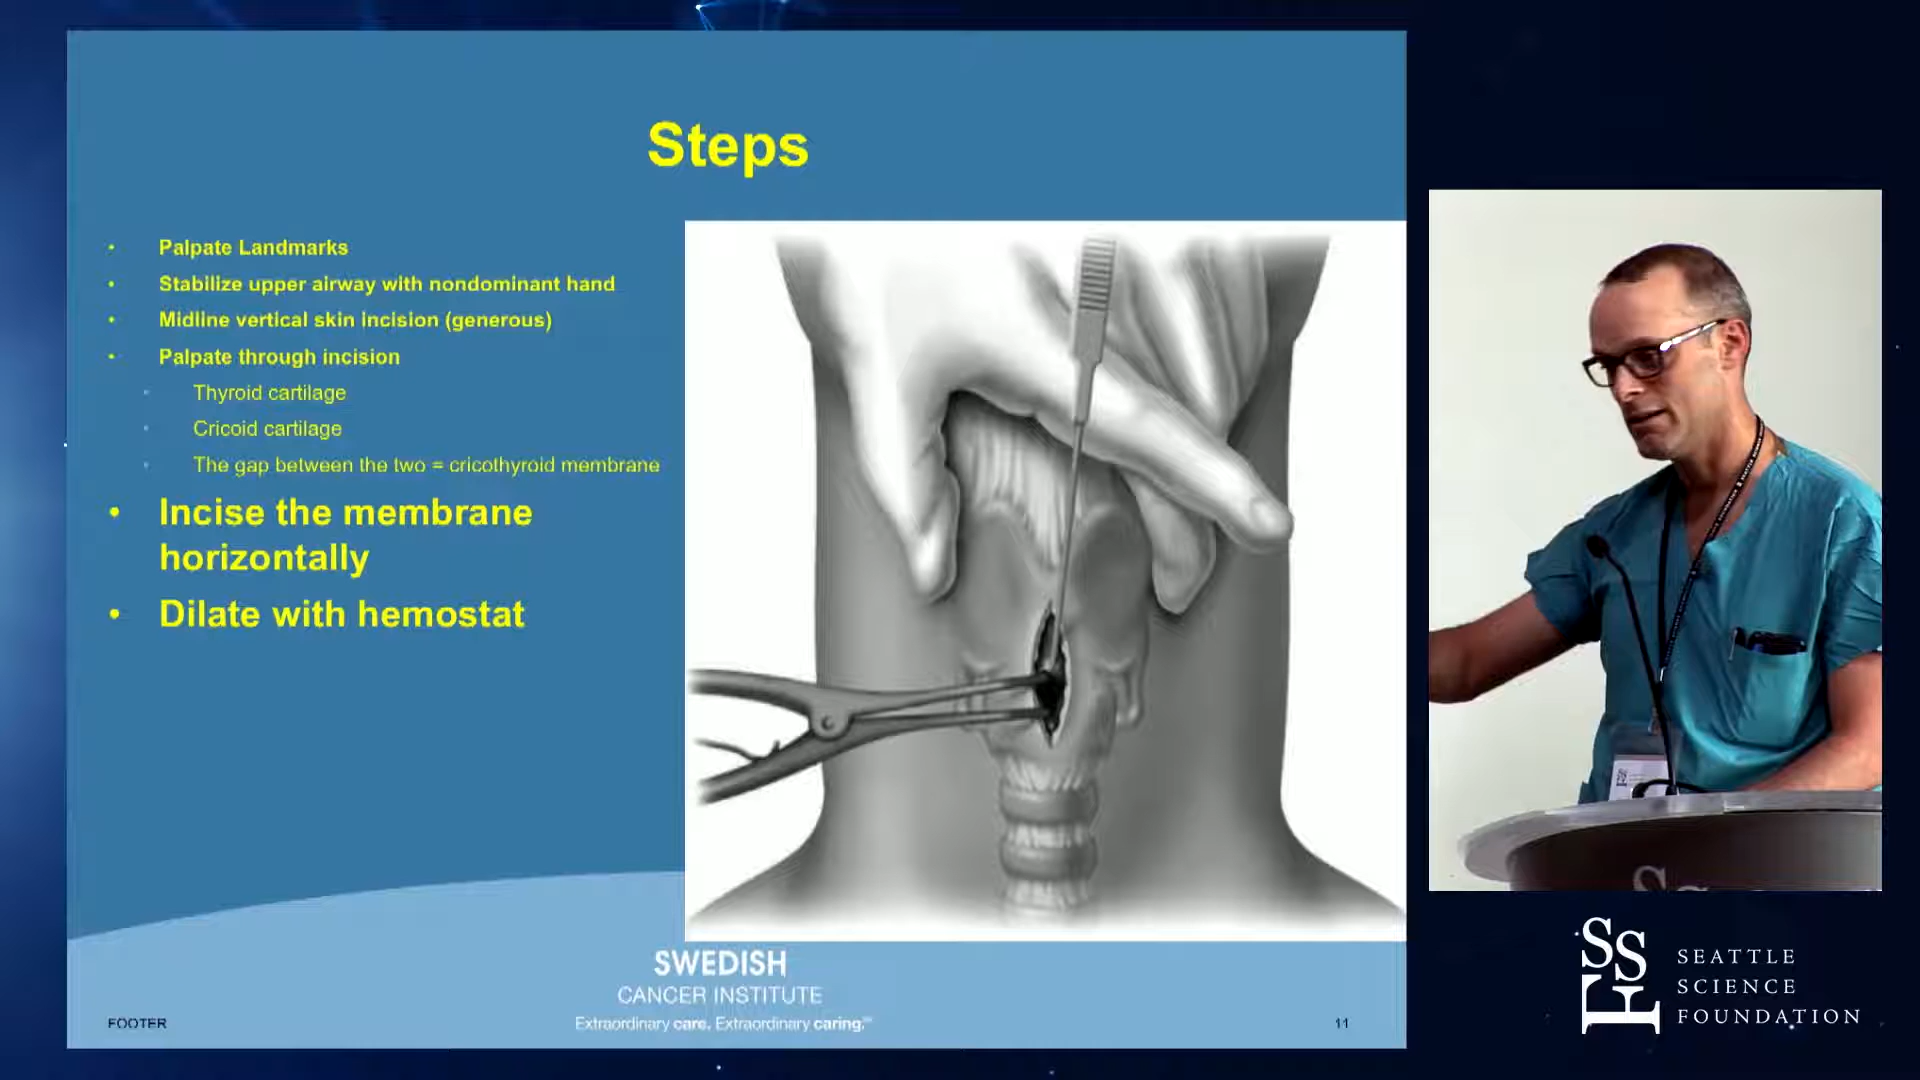 Steps
• Palpate Landmarks
• Stabilize upper airway with nondominant hand
• Midline vertical skin incision (generous)
• Palpate through incision
• Thyroid cartilage
• Cricoid cartilage
• The gap between the two = cricothyroid membrane
• Incise the membrane
horizontally
• Dilate with hemostat
SWEDISH
CANCER INSTITUTE
Extraordinary care. Extraordinary caring.
FOOTER
11
SSF
SEATTLE
SCIENCE
FOUNDATION